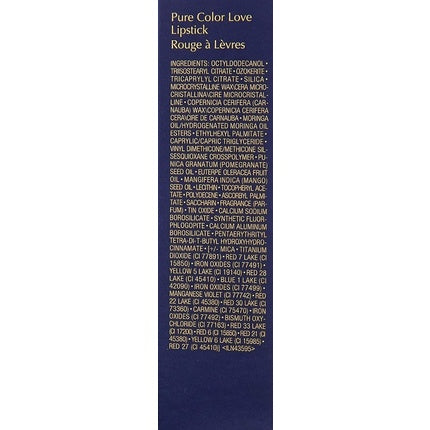 Pure Color Love
Lipstick
Rouge à Lèvres
INGREDIENTS: OCTYLDODECANOL •
TRIISOSTEARYL CITRATE • OZOKERITE •
TRICAPRYLYL CITRATE • SILICA •
MICROCRYSTALLINE WAX\CERA MICRO-
CRISTALLINA\CIRE MICROCRISTAL-
LINE • COPERNICIA CERIFERA (CAR-
NAUBA) WAX\COPERNICIA CERIFERA
CERA\CIRE DE CARNAUBA • MORINGA
OIL/HYDROGENATED MORINGA OIL
ESTERS • ETHYLHEXYL PALMITATE •
CAPRYLIC/CAPRIC TRIGLYCERIDE •
VINYL DIMETHICONE/METHICONE SIL-
SESQUIOXANE CROSSPOLYMER • PU-
NICA GRANATUM (POMEGRANATE)
SEED OIL • EUTERPE OLERACEA FRUIT
OIL • MANGIFERA INDICA (MANGO)
SEED OIL • LECITHIN • TOCOPHERYL ACE-
TATE • POLYDECENE • ASCORBYL PALMI-
TATE • SACCHARIN • FRAGRANCE (PAR-
FUM) • TIN OXIDE • CALCIUM SODIUM
BOROSILICATE • SYNTHETIC FLUOR-
PHLOGOPITE • CALCIUM ALUMINUM
BOROSILICATE • PENTAERYTHRITYL
TETRA-DI-T-BUTYL HYDROXYHYDRO-
CINNAMATE • [+/- MICA • TITANIUM
DIOXIDE (CI 77891) • RED 7 LAKE (CI
15850) • IRON OXIDES (CI 77491) •
YELLOW 5 LAKE (CI 19140) • RED 28
LAKE (CI 45410) • BLUE 1 LAKE (CI
42090) • IRON OXIDES (CI 77499) •
MANGANESE VIOLET (CI 77742) • RED
22 LAKE (CI 45380) • RED 30 LAKE (CI
73360) • CARMINE (CI 75470) • IRON
OXIDES (CI 77492) • BISMUTH OXY-
CHLORIDE (CI 77163) • RED 33 LAKE
(CI 17200) • RED 6 (CI 15850) • RED 21 (CI
45380) • YELLOW 6 LAKE (CI 15985) •
RED 27 (CI 45410)] <ILN43595>